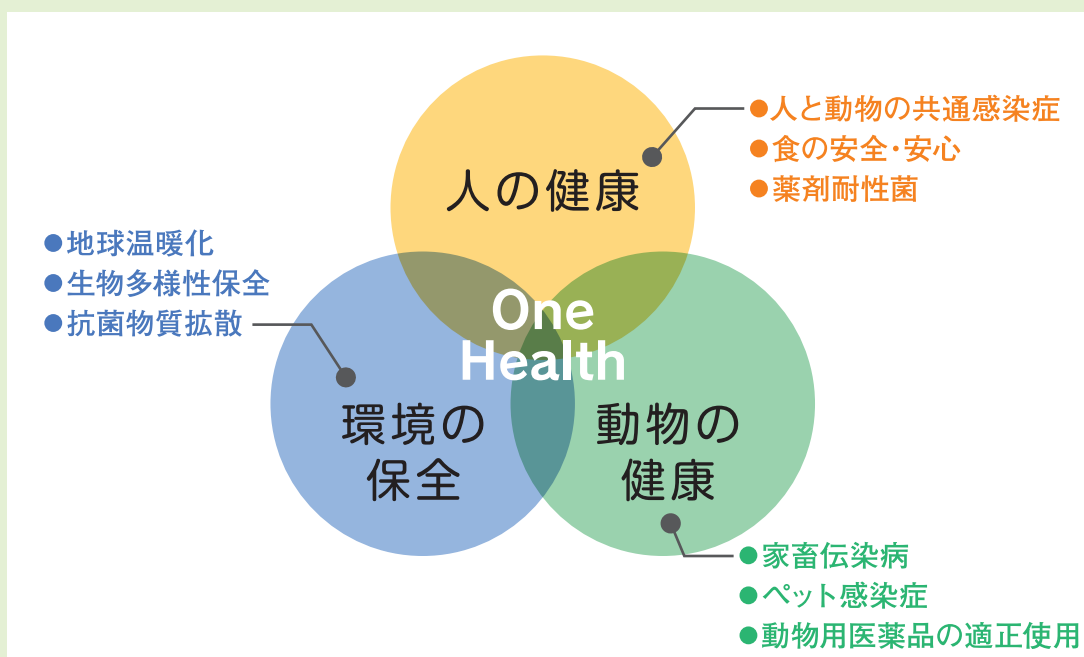 人の健康
●人と動物の共通感染症
●食の安全・安心
●薬剤耐性菌
●地球温暖化
●生物多様性保全
●抗菌物質拡散
One
Health
環境の
保全
動物の
健康
●家畜伝染病
●ペット感染症
●動物用医薬品の適正使用